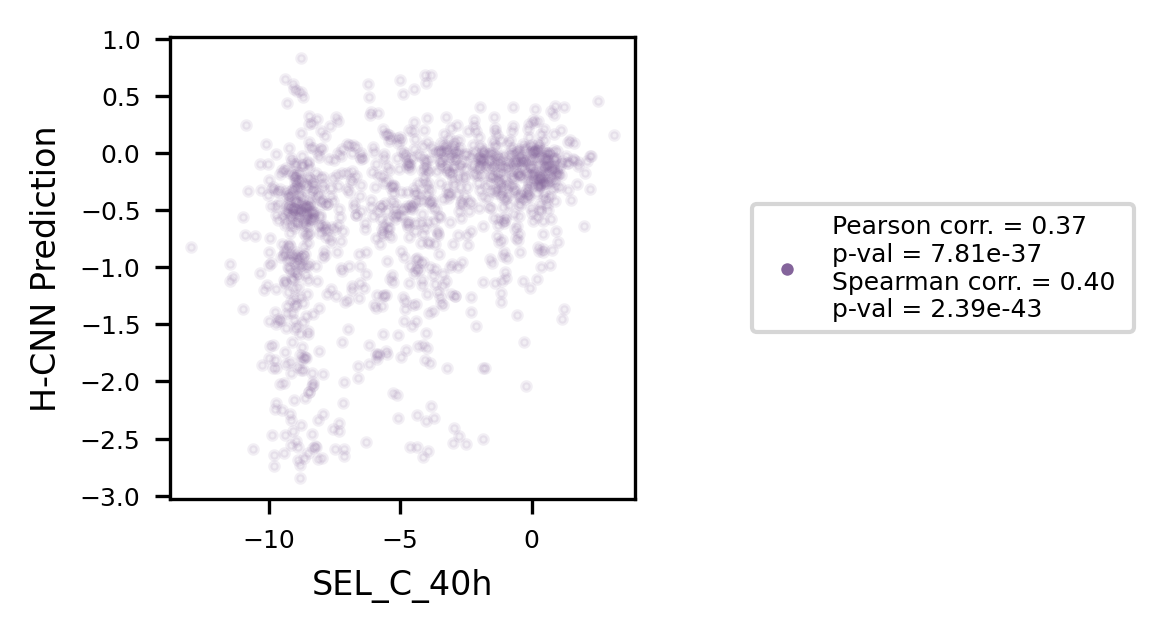 1.0
0.5
0.0
−0.5
−1.0
−1.5
−2.0
−2.5
−3.0
H-CNN Prediction
−10
−5
0
SEL_C_40h
Pearson corr. = 0.37
p-val = 7.81e-37
Spearman corr. = 0.40
p-val = 2.39e-43